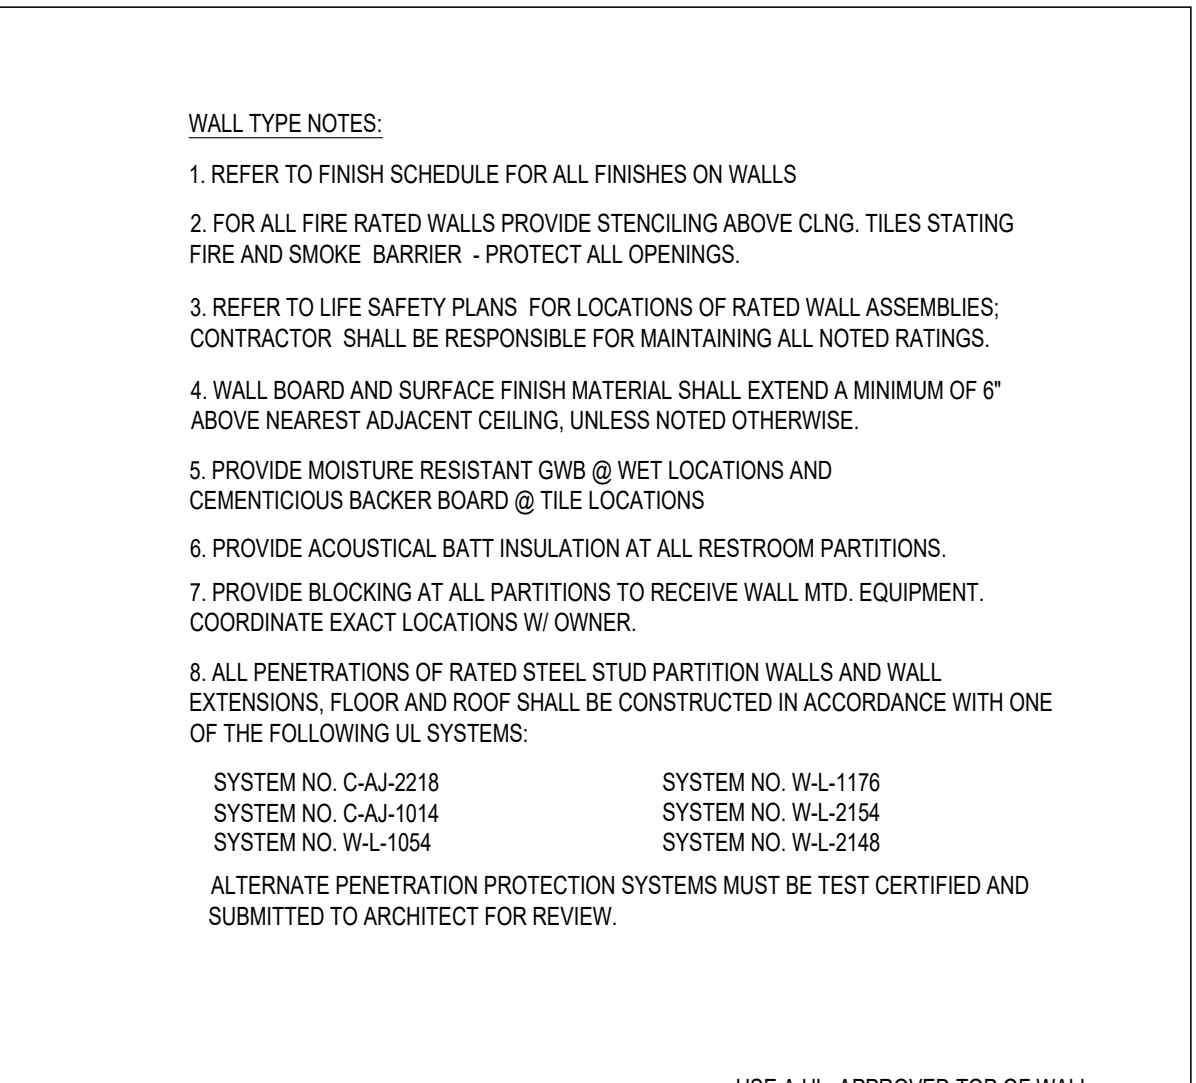 WALL TYPE NOTES:
1. REFER TO FINISH SCHEDULE FOR ALL FINISHES ON WALLS
2. FOR ALL FIRE RATED WALLS PROVIDE STENCILING ABOVE CLNG. TILES STATING
FIRE AND SMOKE BARRIER - PROTECT ALL OPENINGS.
3. REFER TO LIFE SAFETY PLANS FOR LOCATIONS OF RATED WALL ASSEMBLIES;
CONTRACTOR SHALL BE RESPONSIBLE FOR MAINTAINING ALL NOTED RATINGS.
4. WALL BOARD AND SURFACE FINISH MATERIAL SHALL EXTEND A MINIMUM OF 6"
ABOVE NEAREST ADJACENT CEILING, UNLESS NOTED OTHERWISE.
5. PROVIDE MOISTURE RESISTANT GWB @ WET LOCATIONS AND
CEMENTICIOUS BACKER BOARD @ TILE LOCATIONS
6. PROVIDE ACOUSTICAL BATT INSULATION AT ALL RESTROOM PARTITIONS.
7. PROVIDE BLOCKING AT ALL PARTITIONS TO RECEIVE WALL MTD. EQUIPMENT.
COORDINATE EXACT LOCATIONS W/ OWNER.
8. ALL PENETRATIONS OF RATED STEEL STUD PARTITION WALLS AND WALL
EXTENSIONS, FLOOR AND ROOF SHALL BE CONSTRUCTED IN ACCORDANCE WITH ONE
OF THE FOLLOWING UL SYSTEMS:
SYSTEM NO. C-AJ-2218
SYSTEM NO. C-AJ-1014
SYSTEM NO. W-L-1054
SYSTEM NO. W-L-1176
SYSTEM NO. W-L-2154
SYSTEM NO. W-L-2148
ALTERNATE PENETRATION PROTECTION SYSTEMS MUST BE TEST CERTIFIED AND
SUBMITTED TO ARCHITECT FOR REVIEW.